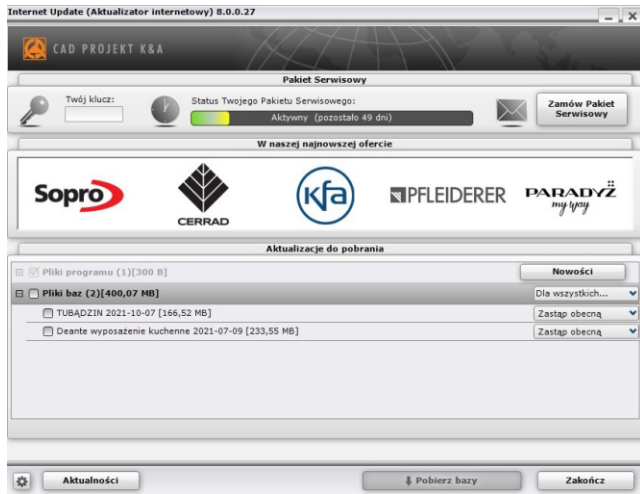 Internet Update (Aktualizator internetowy) 8.0.0.27
CAD PROJEKT K&A
Pakiet Serwisowy
Twój klucz:
Status Twojego Pakietu Serwisowego:
Aktywny (pozostało 49 dni)
Zamów Pakiet
Serwisowy
W naszej najnowszej ofercie
Sopro
CERRAD
Kfa
PFLEIDERER
PARADYŻ
my way
Aktualizacje do pobrania
Pliki programu (1)[300 B]
Nowości
Pliki baz (2)[400,07 MB]
Dla wszystkich...
TUBĄDZIN 2021-10-07 [166,52 MB]
Zastąp obecną
Deante wyposażenie kuchenne 2021-07-09 [233,55 MB]
Zastąp obecną
Aktualności
Pobierz bazy
Zakończ